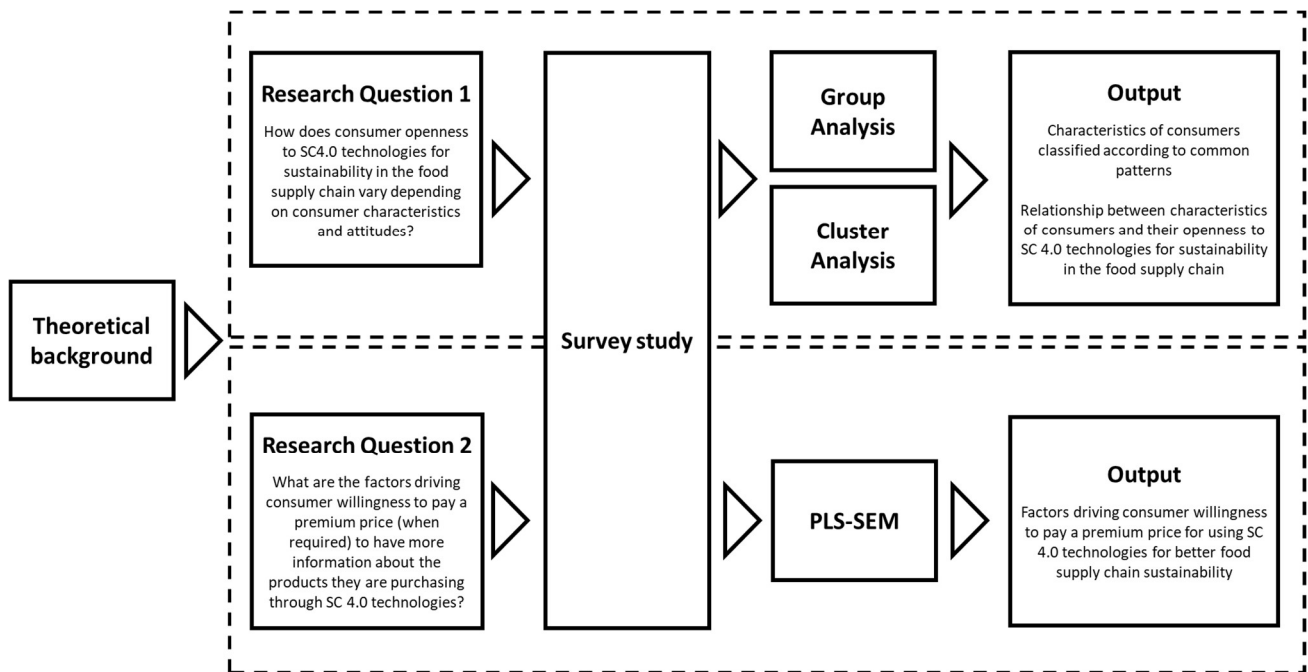 Theoretical
background
Research Question 1
How does consumer openness
to SC4.0 technologies for
sustainability in the food
supply chain vary depending
on consumer characteristics
and attitudes?
Research Question 2
What are the factors driving
consumer willingness to pay a
premium price (when
required) to have more
information about the
products they are purchasing
through SC 4.0 technologies?
Survey study
Group
Analysis
Cluster
Analysis
Output
Characteristics of consumers
classified according to common
patterns
Relationship between characteristics
of consumers and their openness to
SC 4.0 technologies for sustainability
in the food supply chain
PLS-SEM
Output
Factors driving consumer willingness
to pay a premium price for using SC
4.0 technologies for better food
supply chain sustainability